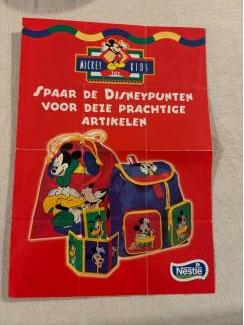 MICKEY FOR KIDS
SPAAR DE DISNEYPUNTEN
VOOR DEZE PRACHTIGE
ARTIKELEN
Nestlé